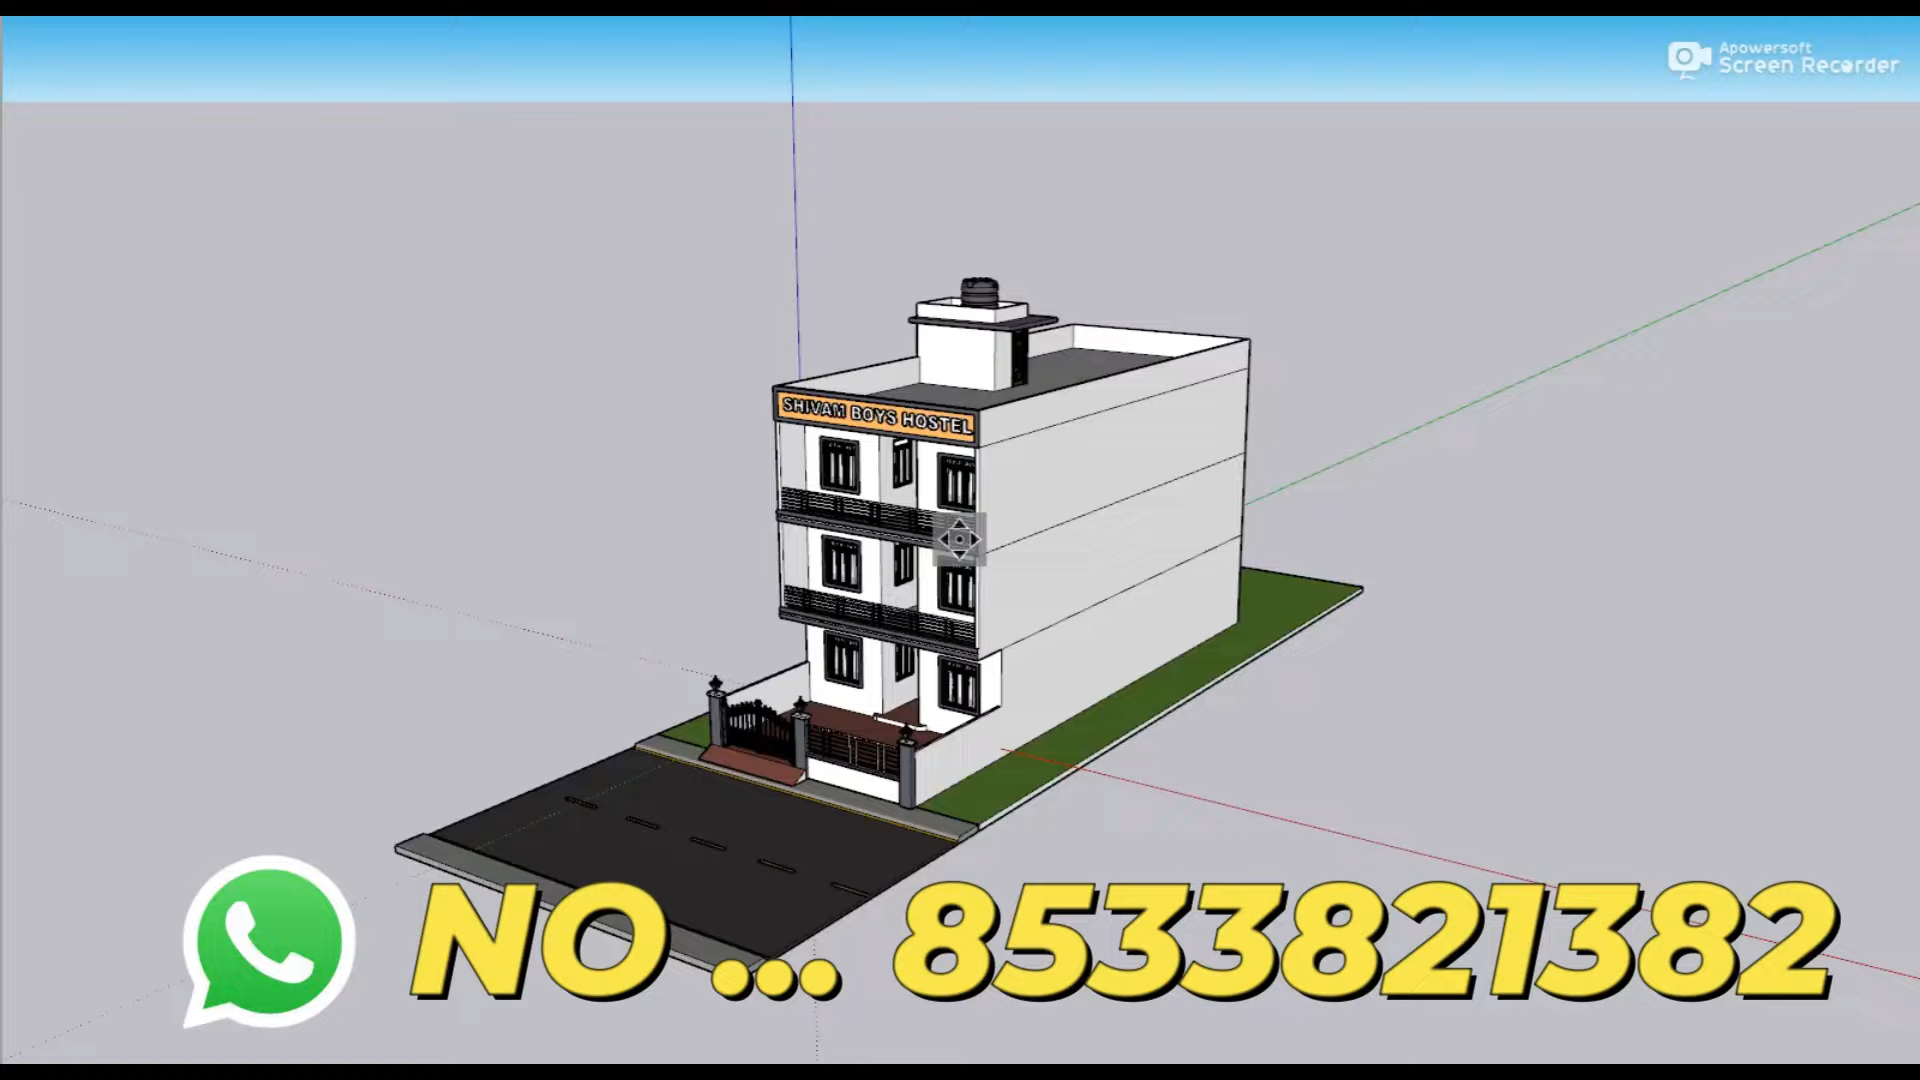 Apowersoft
Screen Recorder
SHIVAM BOYS HOSTEL
NO ... 8533821382